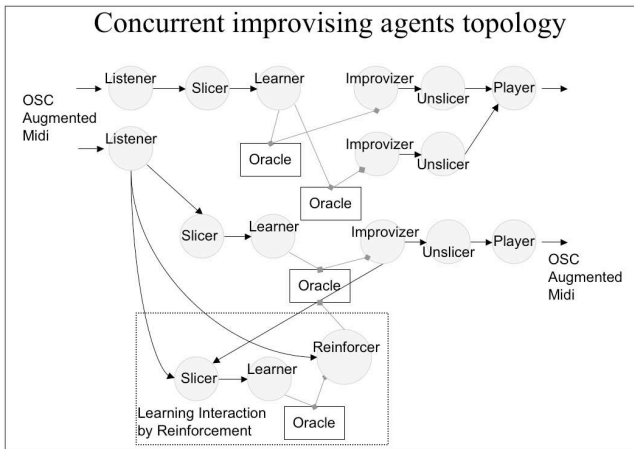 Concurrent improvising agents topology
Listener
Slicer
Learner
Improvizer
Unslicer
Player
OSC
Augmented
Midi
Listener
Oracle
Improvizer
Unslicer
Oracle
Slicer
Learner
Improvizer
Unslicer
Player
OSC
Augmented
Midi
Oracle
Reinforcer
Slicer
Learner
Learning Interaction
by Reinforcement
Oracle